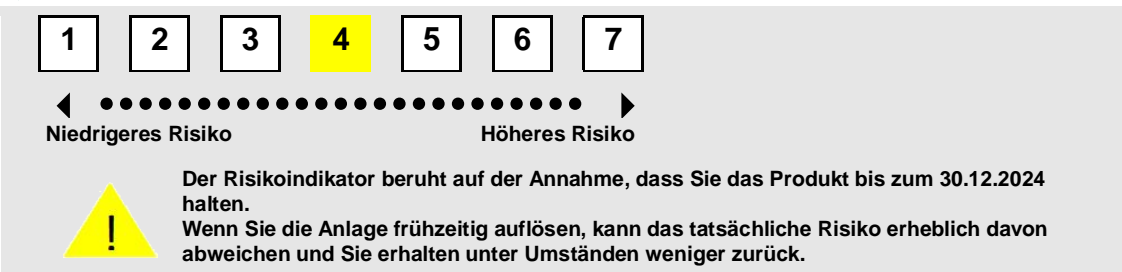 1 2 3 4 5 6 7
Niedrigeres Risiko Höheres Risiko
Der Risikoindikator beruht auf der Annahme, dass Sie das Produkt bis zum 30.12.2024
halten.
Wenn Sie die Anlage frühzeitig auflösen, kann das tatsächliche Risiko erheblich davon
abweichen und Sie erhalten unter Umständen weniger zurück.
!